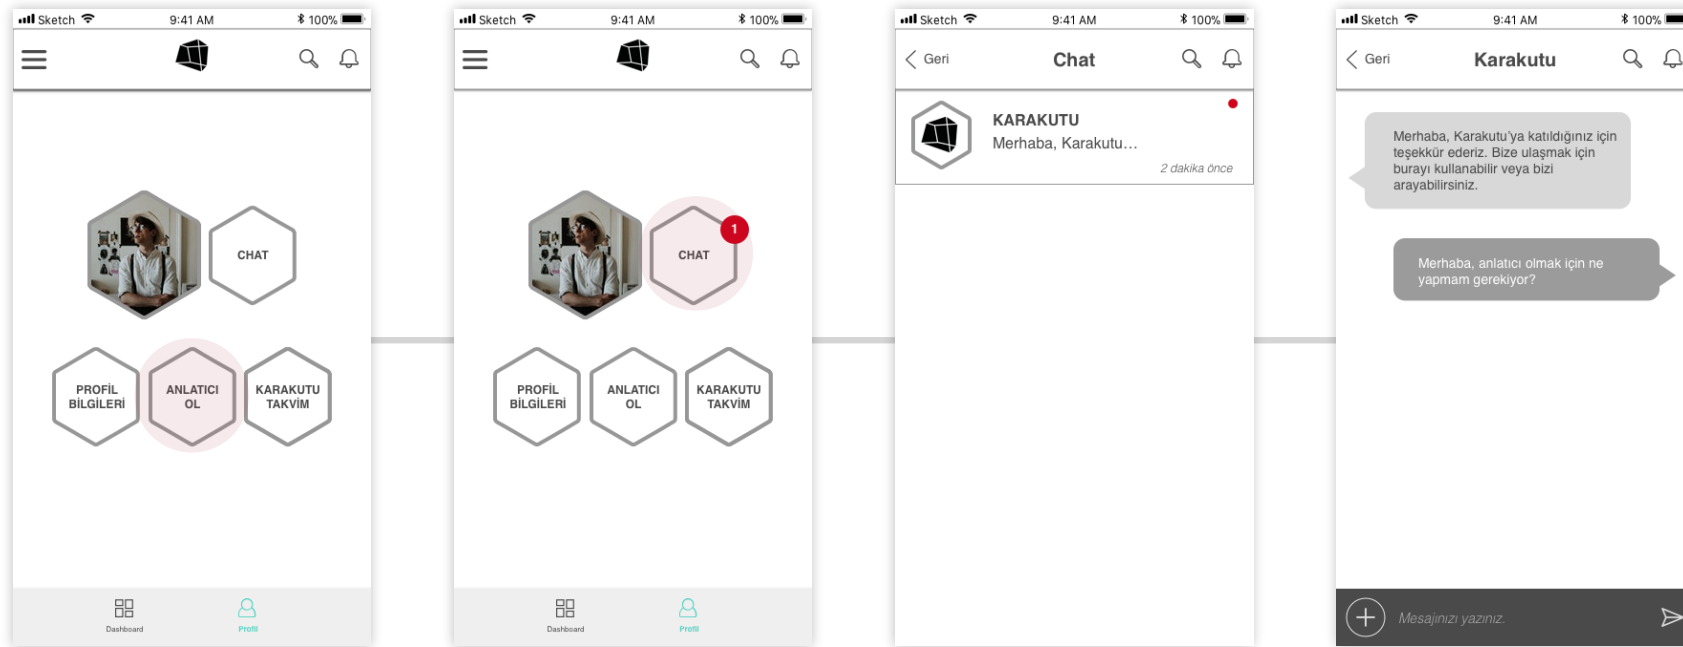 Sketch 9:41 AM 100%
CHAT
PROFİL
BİLGİLERİ
ANLATICI
OL
KARAKUTU
TAKVİM
Dashboard
Profil
Sketch 9:41 AM 100%
CHAT
1
PROFİL
BİLGİLERİ
ANLATICI
OL
KARAKUTU
TAKVİM
Dashboard
Profil
Sketch 9:41 AM 100%
Geri Chat
KARAKUTU
Merhaba, Karakutu...
2 dakika önce
Sketch 9:41 AM 100%
Geri Karakutu
Merhaba, Karakutu’ya katıldığınız için
teşekkür ederiz. Bize ulaşmak için
burayı kullanabilir veya bizi
arayabilirsiniz.
Merhaba, anlatıcı olmak için ne
yapmam gerekiyor?
Mesajınızı yazınız.